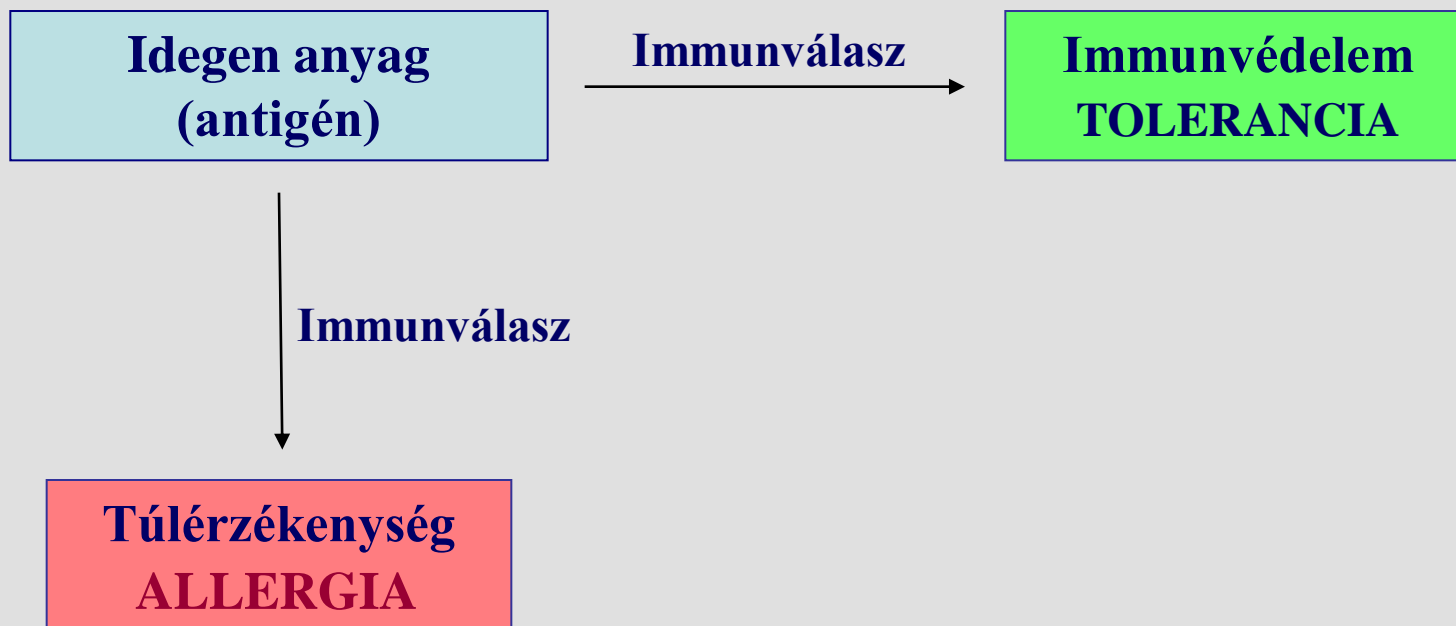 Idegen anyag
(antigén)
Immunválasz
Immunvédelem
TOLERANCIA
Immunválasz
Túlérzékenység
ALLERGIA